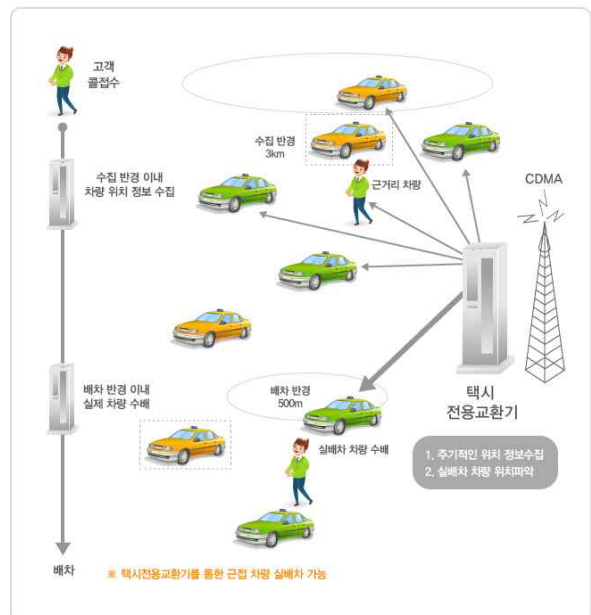 고객
콜접수
수집 반경
3km
수집 반경 이내
차량 위치 정보 수집
근거리 차량
CDMA
배차 반경 이내
실제 차량 수배
배차 반경
500m
택시
전용교환기
실배차 차량 수배
1. 주기적인 위치 정보수집
2. 실배차 차량 위치파악
배차
※ 택시전용교환기를 통한 근접 차량 실배차 가능